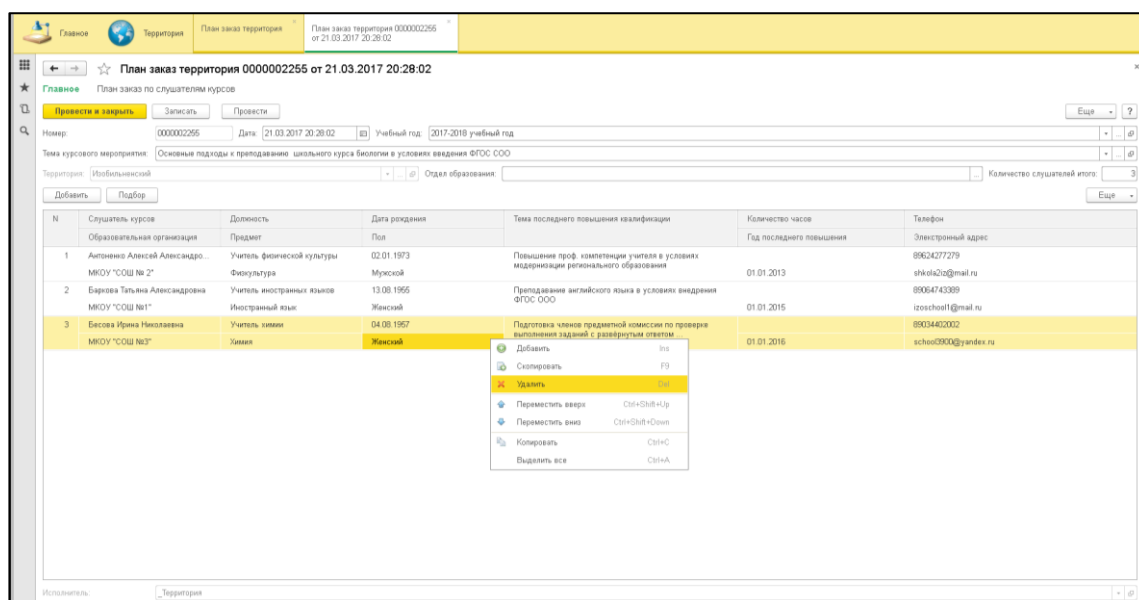 Главное
Территория
План заказ территория
План заказ территория 0000002255
от 21.03.2017 20:28:02
План заказ территория 0000002255 от 21.03.2017 20:28:02
Главное План заказ по слушателям курсов
Провести и закрыть Записать Провести Еще ?
Номер: 0000002255 Дата: 21.03.2017 20:28:02 Учебный год: 2017-2018 учебный год
Тема курсового мероприятия: Основные подходы к преподаванию школьного курса биологии в условиях введения ФГОС СОО
Территория: Изобильненский Отдел образования: Количество слушателей итого: 3
Добавить Подбор Еще
N Слушатель курсов Должность Дата рождения Тема последнего повышения квалификации Количество часов Телефон
Образовательная организация Предмет Пол Год последнего повышения Электронный адрес
1 Антоненко Алексей Александро... Учитель физической культуры 02.01.1973 Повышение проф. компетенции учителя в условиях 89624277279
модернизации регионального образования
МКОУ "СОШ № 2" Физкультура Мужской 01.01.2013 shkola2iz@mail.ru
2 Баркова Татьяна Александровна Учитель иностранных языков 13.08.1955 Преподавание английского языка в условиях внедрения 89064743389
ФГОС ООО
МКОУ "СОШ №1" Иностранный язык Женский 01.01.2015 izoschool1@mail.ru
3 Бесова Ирина Николаевна Учитель химии 04.08.1957 Подготовка членов предметной комиссии по проверке 89034402002
выполнения заданий с развёрнутым ответом ...
МКОУ "СОШ №3" Химия Женский 01.01.2016 school3900@yandex.ru
Добавить Ins
Скопировать F9
Удалить Del
Переместить вверх Ctrl+Shift+Up
Переместить вниз Ctrl+Shift+Down
Копировать Ctrl+C
Выделить все Ctrl+A
Исполнитель: _Территория